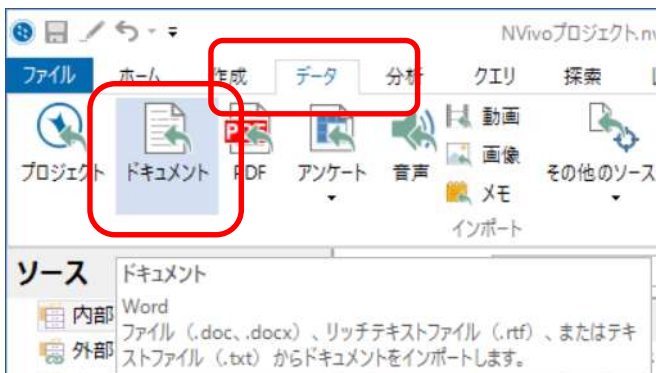 NVivoプロジェクト.nv
ファイル ホーム 作成 データ 分析 クエリ 探索
プロジェクト ドキュメント PDF アンケート 音声 動画 画像 メモ その他のソース
インポート
ソース
ドキュメント
内部 Word
ファイル（.doc、.docx）、リッチテキストファイル（.rtf）、またはテキ
外部 ストファイル（.txt）からドキュメントをインポートします。